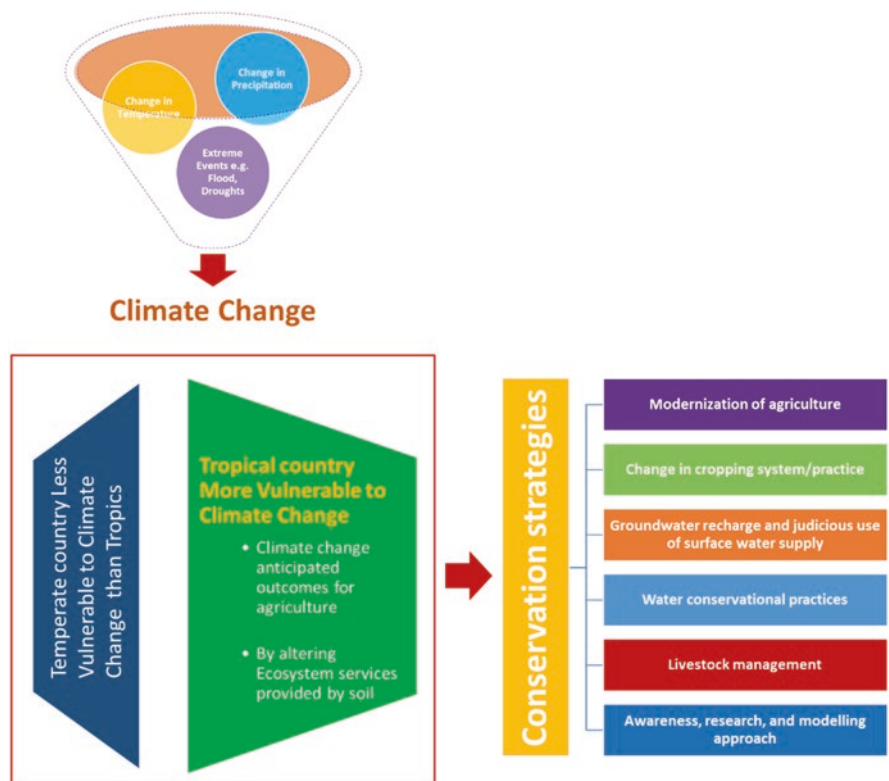 Change in
Precipitation
Change in
Temperature
Extreme
Events e.g.
Flood,
Droughts
Climate Change
Temperate country Less
Vulnerable to Climate
Change than Tropics
Tropical country
More Vulnerable to
Climate Change
• Climate change
anticipated
outcomes for
agriculture
• By altering
Ecosystem services
provided by soil
Conservation strategies
Modernization of agriculture
Change in cropping system/practice
Groundwater recharge and judicious use
of surface water supply
Water conservational practices
Livestock management
Awareness, research, and modelling
approach